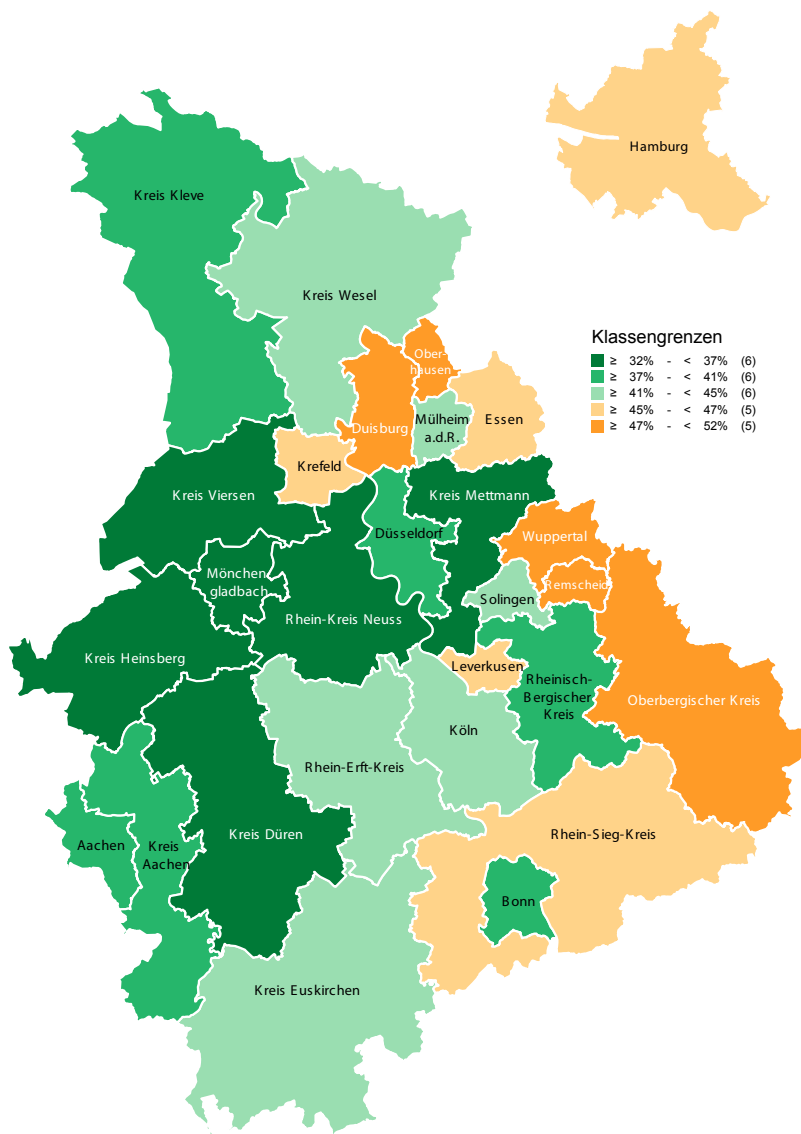 Hamburg
Kreis Kleve
Kreis Wesel
Klassengrenzen
≥ 32% - < 37% (6)
≥ 37% - < 41% (6)
≥ 41% - < 45% (6)
≥ 45% - < 47% (5)
≥ 47% - < 52% (5)
Ober-
hausen
Duisburg
Mülheim
a.d.R.
Essen
Krefeld
Kreis Viersen
Kreis Mettmann
Düsseldorf
Wuppertal
Mönchen
gladbach
Remscheid
Solingen
Rhein-Kreis Neuss
Kreis Heinsberg
Leverkusen
Rheinisch-
Bergischer
Kreis
Oberbergischer Kreis
Köln
Rhein-Erft-Kreis
Kreis Düren
Rhein-Sieg-Kreis
Aachen
Kreis
Aachen
Bonn
Kreis Euskirchen